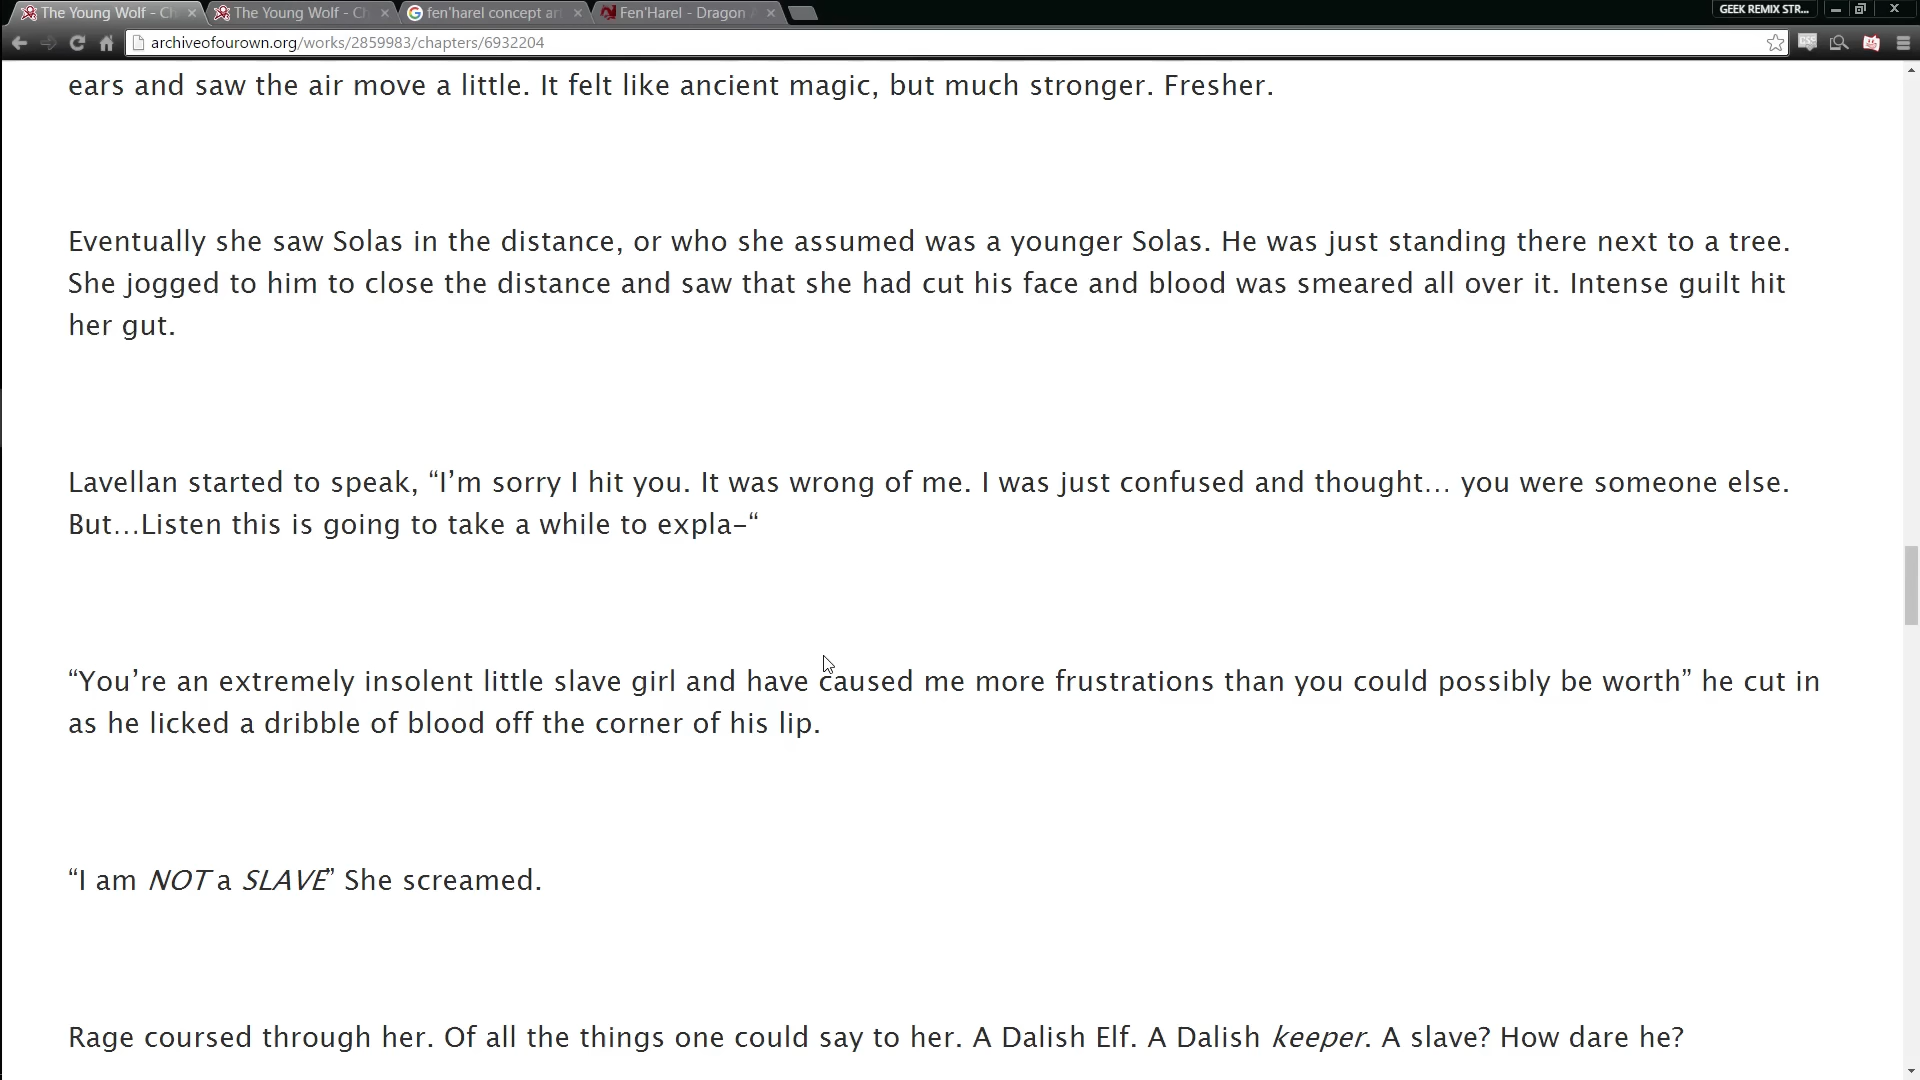 The Young Wolf - Ch
The Young Wolf - Ch
fen'harel concept ar
Fen'Harel - Dragon A
GEEK REMIX STR...
archiveofourown.org/works/2859983/chapters/6932204
ears and saw the air move a little. It felt like ancient magic, but much stronger. Fresher.
Eventually she saw Solas in the distance, or who she assumed was a younger Solas. He was just standing there next to a tree.
She jogged to him to close the distance and saw that she had cut his face and blood was smeared all over it. Intense guilt hit
her gut.
Lavellan started to speak, “I’m sorry I hit you. It was wrong of me. I was just confused and thought… you were someone else.
But…Listen this is going to take a while to expla–“
“You’re an extremely insolent little slave girl and have caused me more frustrations than you could possibly be worth” he cut in
as he licked a dribble of blood off the corner of his lip.
“I am NOT a SLAVE” She screamed.
Rage coursed through her. Of all the things one could say to her. A Dalish Elf. A Dalish keeper. A slave? How dare he?